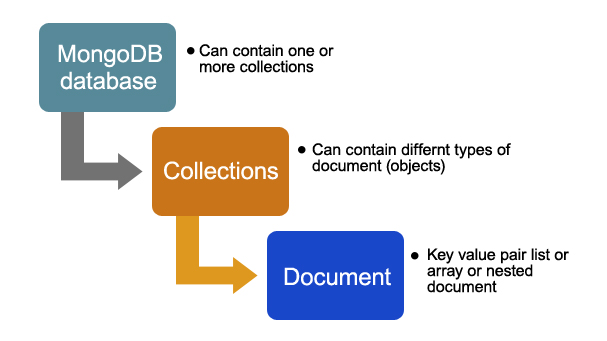 MongoDB
database
• Can contain one or
more collections
Collections
• Can contain differnt types of
document (objects)
Document
• Key value pair list or
array or nested
document